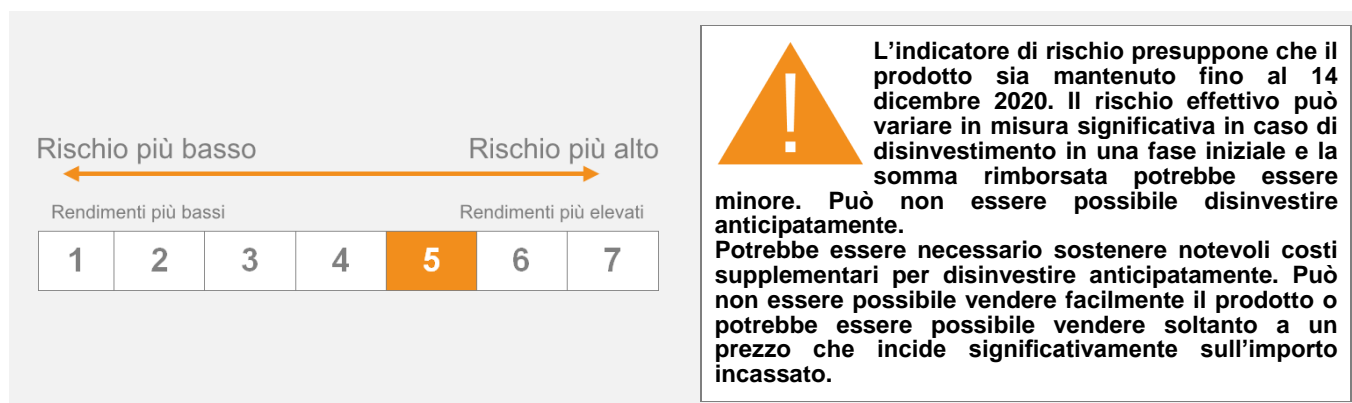 Rischio più basso Rischio più alto
Rendimenti più bassi Rendimenti più elevati
1 2 3 4 5 6 7
!
L’indicatore di rischio presuppone che il
prodotto sia mantenuto fino al 14
dicembre 2020. Il rischio effettivo può
variare in misura significativa in caso di
disinvestimento in una fase iniziale e la
somma rimborsata potrebbe essere
minore. Può non essere possibile disinvestire
anticipatamente.
Potrebbe essere necessario sostenere notevoli costi
supplementari per disinvestire anticipatamente. Può
non essere possibile vendere facilmente il prodotto o
potrebbe essere possibile vendere soltanto a un
prezzo che incide significativamente sull’importo
incassato.